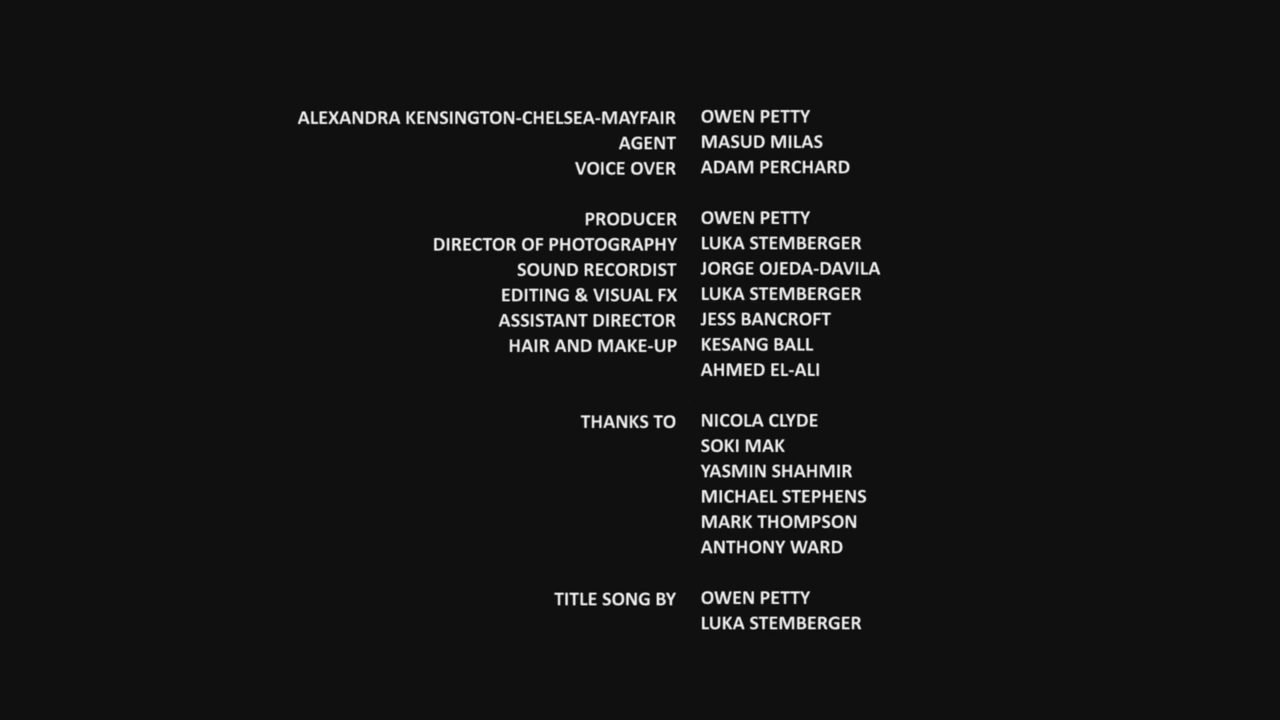 ALEXANDRA KENSINGTON-CHELSEA-MAYFAIR OWEN PETTY
AGENT MASUD MILAS
VOICE OVER ADAM PERCHARD
PRODUCER OWEN PETTY
DIRECTOR OF PHOTOGRAPHY LUKA STEMBERGER
SOUND RECORDIST JORGE OJEDA-DAVILA
EDITING & VISUAL FX LUKA STEMBERGER
ASSISTANT DIRECTOR JESS BANCROFT
HAIR AND MAKE-UP KESANG BALL
AHMED EL-ALI
THANKS TO NICOLA CLYDE
SOKI MAK
YASMIN SHAHMIR
MICHAEL STEPHENS
MARK THOMPSON
ANTHONY WARD
TITLE SONG BY OWEN PETTY
LUKA STEMBERGER